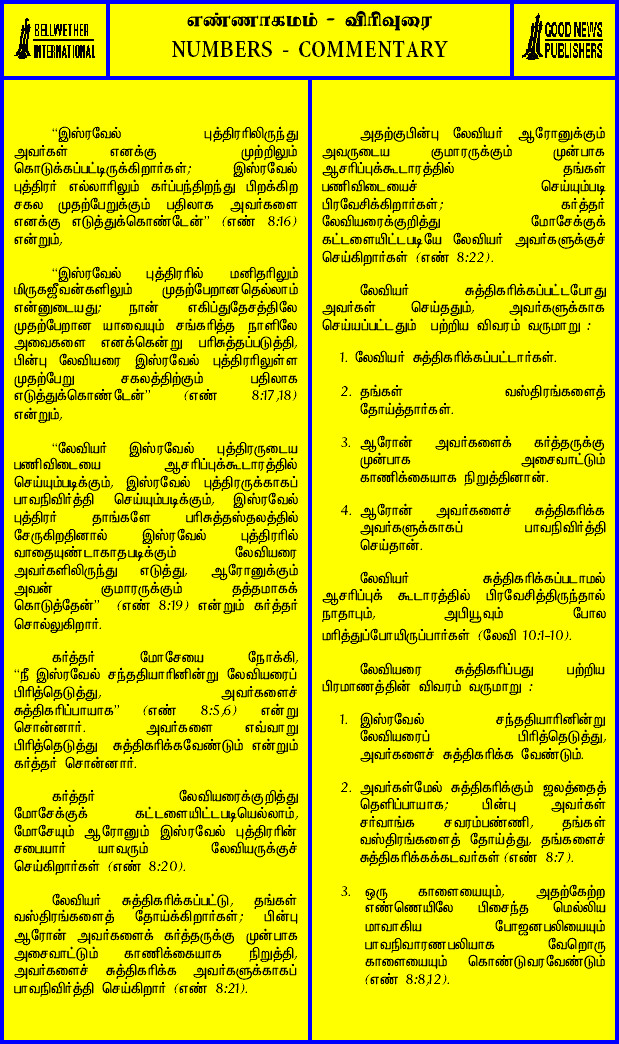 BELLWETHER
INTERNATIONAL
எண்ணாகமம் - விரிவுரை
NUMBERS - COMMENTARY
GOOD NEWS
PUBLISHERS
“இஸ்ரவேல் புத்திரரிலிருந்து
அவர்கள் எனக்கு முற்றிலும்
கொடுக்கப்பட்டிருக்கிறார்கள்; இஸ்ரவேல்
புத்திரர் எல்லாரிலும் கர்ப்பந்திறந்து பிறக்கிற
சகல முதற்பேறுக்கும் பதிலாக அவர்களை
எனக்கு எடுத்துக்கொண்டேன்” (எண் 8:16)
என்றும்,
“இஸ்ரவேல் புத்திரரில் மனிதரிலும்
மிருகஜீவன்களிலும் முதற்பேறானதெல்லாம்
என்னுடையது; நான் எகிப்துதேசத்திலே
முதற்பேறான யாவையும் சங்கரித்த நாளிலே
அவைகளை எனக்கென்று பரிசுத்தப்படுத்தி,
பின்பு லேவியரை இஸ்ரவேல் புத்திரரிலுள்ள
முதற்பேறு சகலத்திற்கும் பதிலாக
எடுத்துக்கொண்டேன்” (எண் 8:17,18)
என்றும்,
“லேவியர் இஸ்ரவேல் புத்திரருடைய
பணிவிடையை ஆசரிப்புக்கூடாரத்தில்
செய்யும்படிக்கும், இஸ்ரவேல் புத்திரருக்காகப்
பாவநிவிர்த்தி செய்யும்படிக்கும், இஸ்ரவேல்
புத்திரர் தாங்களே பரிசுத்தஸ்தலத்தில்
சேருகிறதினால் இஸ்ரவேல் புத்திரரில்
வாதையுண்டாகாதபடிக்கும் லேவியரை
அவர்களிலிருந்து எடுத்து, ஆரோனுக்கும்
அவன் குமாரருக்கும் தத்தமாகக்
கொடுத்தேன்” (எண் 8:19) என்றும் கர்த்தர்
சொல்லுகிறார்.
கர்த்தர் மோசேயை நோக்கி,
“நீ இஸ்ரவேல் சந்ததியாரினின்று லேவியரைப்
பிரித்தெடுத்து, அவர்களைச்
சுத்திகரிப்பாயாக” (எண் 8:5,6) என்று
சொன்னார். அவர்களை எவ்வாறு
பிரித்தெடுத்து சுத்திகரிக்கவேண்டும் என்றும்
கர்த்தர் சொன்னார்.
கர்த்தர் லேவியரைக்குறித்து
மோசேக்குக் கட்டளையிட்டபடியெல்லாம்,
மோசேயும் ஆரோனும் இஸ்ரவேல் புத்திரரின்
சபையார் யாவரும் லேவியருக்குச்
செய்கிறார்கள் (எண் 8:20).
லேவியர் சுத்திகரிக்கப்பட்டு, தங்கள்
வஸ்திரங்களைத் தோய்க்கிறார்கள்; பின்பு
ஆரோன் அவர்களைக் கர்த்தருக்கு முன்பாக
அசைவாட்டும் காணிக்கையாக நிறுத்தி,
அவர்களைச் சுத்திகரிக்க அவர்களுக்காகப்
பாவநிவிர்த்தி செய்கிறார் (எண் 8:21).
அதற்குபின்பு லேவியர் ஆரோனுக்கும்
அவருடைய குமாரருக்கும் முன்பாக
ஆசரிப்புக்கூடாரத்தில் தங்கள்
பணிவிடையைச் செய்யும்படி
பிரவேசிக்கிறார்கள்; கர்த்தர்
லேவியரைக்குறித்து மோசேக்குக்
கட்டளையிட்டபடியே லேவியர் அவர்களுக்குச்
செய்கிறார்கள் (எண் 8:22).
லேவியர் சுத்திகரிக்கப்பட்டபோது
அவர்கள் செய்ததும், அவர்களுக்காக
செய்யப்பட்டதும் பற்றிய விவரம் வருமாறு :
1. லேவியர் சுத்திகரிக்கப்பட்டார்கள்.
2. தங்கள் வஸ்திரங்களைத்
தோய்த்தார்கள்.
3. ஆரோன் அவர்களைக் கர்த்தருக்கு
முன்பாக அசைவாட்டும்
காணிக்கையாக நிறுத்தினான்.
4. ஆரோன் அவர்களைச் சுத்திகரிக்க
அவர்களுக்காகப் பாவநிவிர்த்தி
செய்தான்.
லேவியர் சுத்திகரிக்கப்படாமல்
ஆசரிப்புக் கூடாரத்தில் பிரவேசித்திருந்தால்
நாதாபும், அபியூவும் போல
மரித்துப்போயிருப்பார்கள் (லேவி 10:1-10).
லேவியரை சுத்திகரிப்பது பற்றிய
பிரமாணத்தின் விவரம் வருமாறு :
1. இஸ்ரவேல் சந்ததியாரினின்று
லேவியரைப் பிரித்தெடுத்து,
அவர்களைச் சுத்திகரிக்க வேண்டும்.
2. அவர்கள்மேல் சுத்திகரிக்கும் ஜலத்தைத்
தெளிப்பாயாக; பின்பு அவர்கள்
சர்வாங்க சவரம்பண்ணி, தங்கள்
வஸ்திரங்களைத் தோய்த்து, தங்களைச்
சுத்திகரிக்கக்கடவர்கள் (எண் 8:7).
3. ஒரு காளையையும், அதற்கேற்ற
எண்ணெயிலே பிசைந்த மெல்லிய
மாவாகிய போஜனபலியையும்
பாவநிவாரணபலியாக வேறொரு
காளையையும் கொண்டுவரவேண்டும்
(எண் 8:8,12).